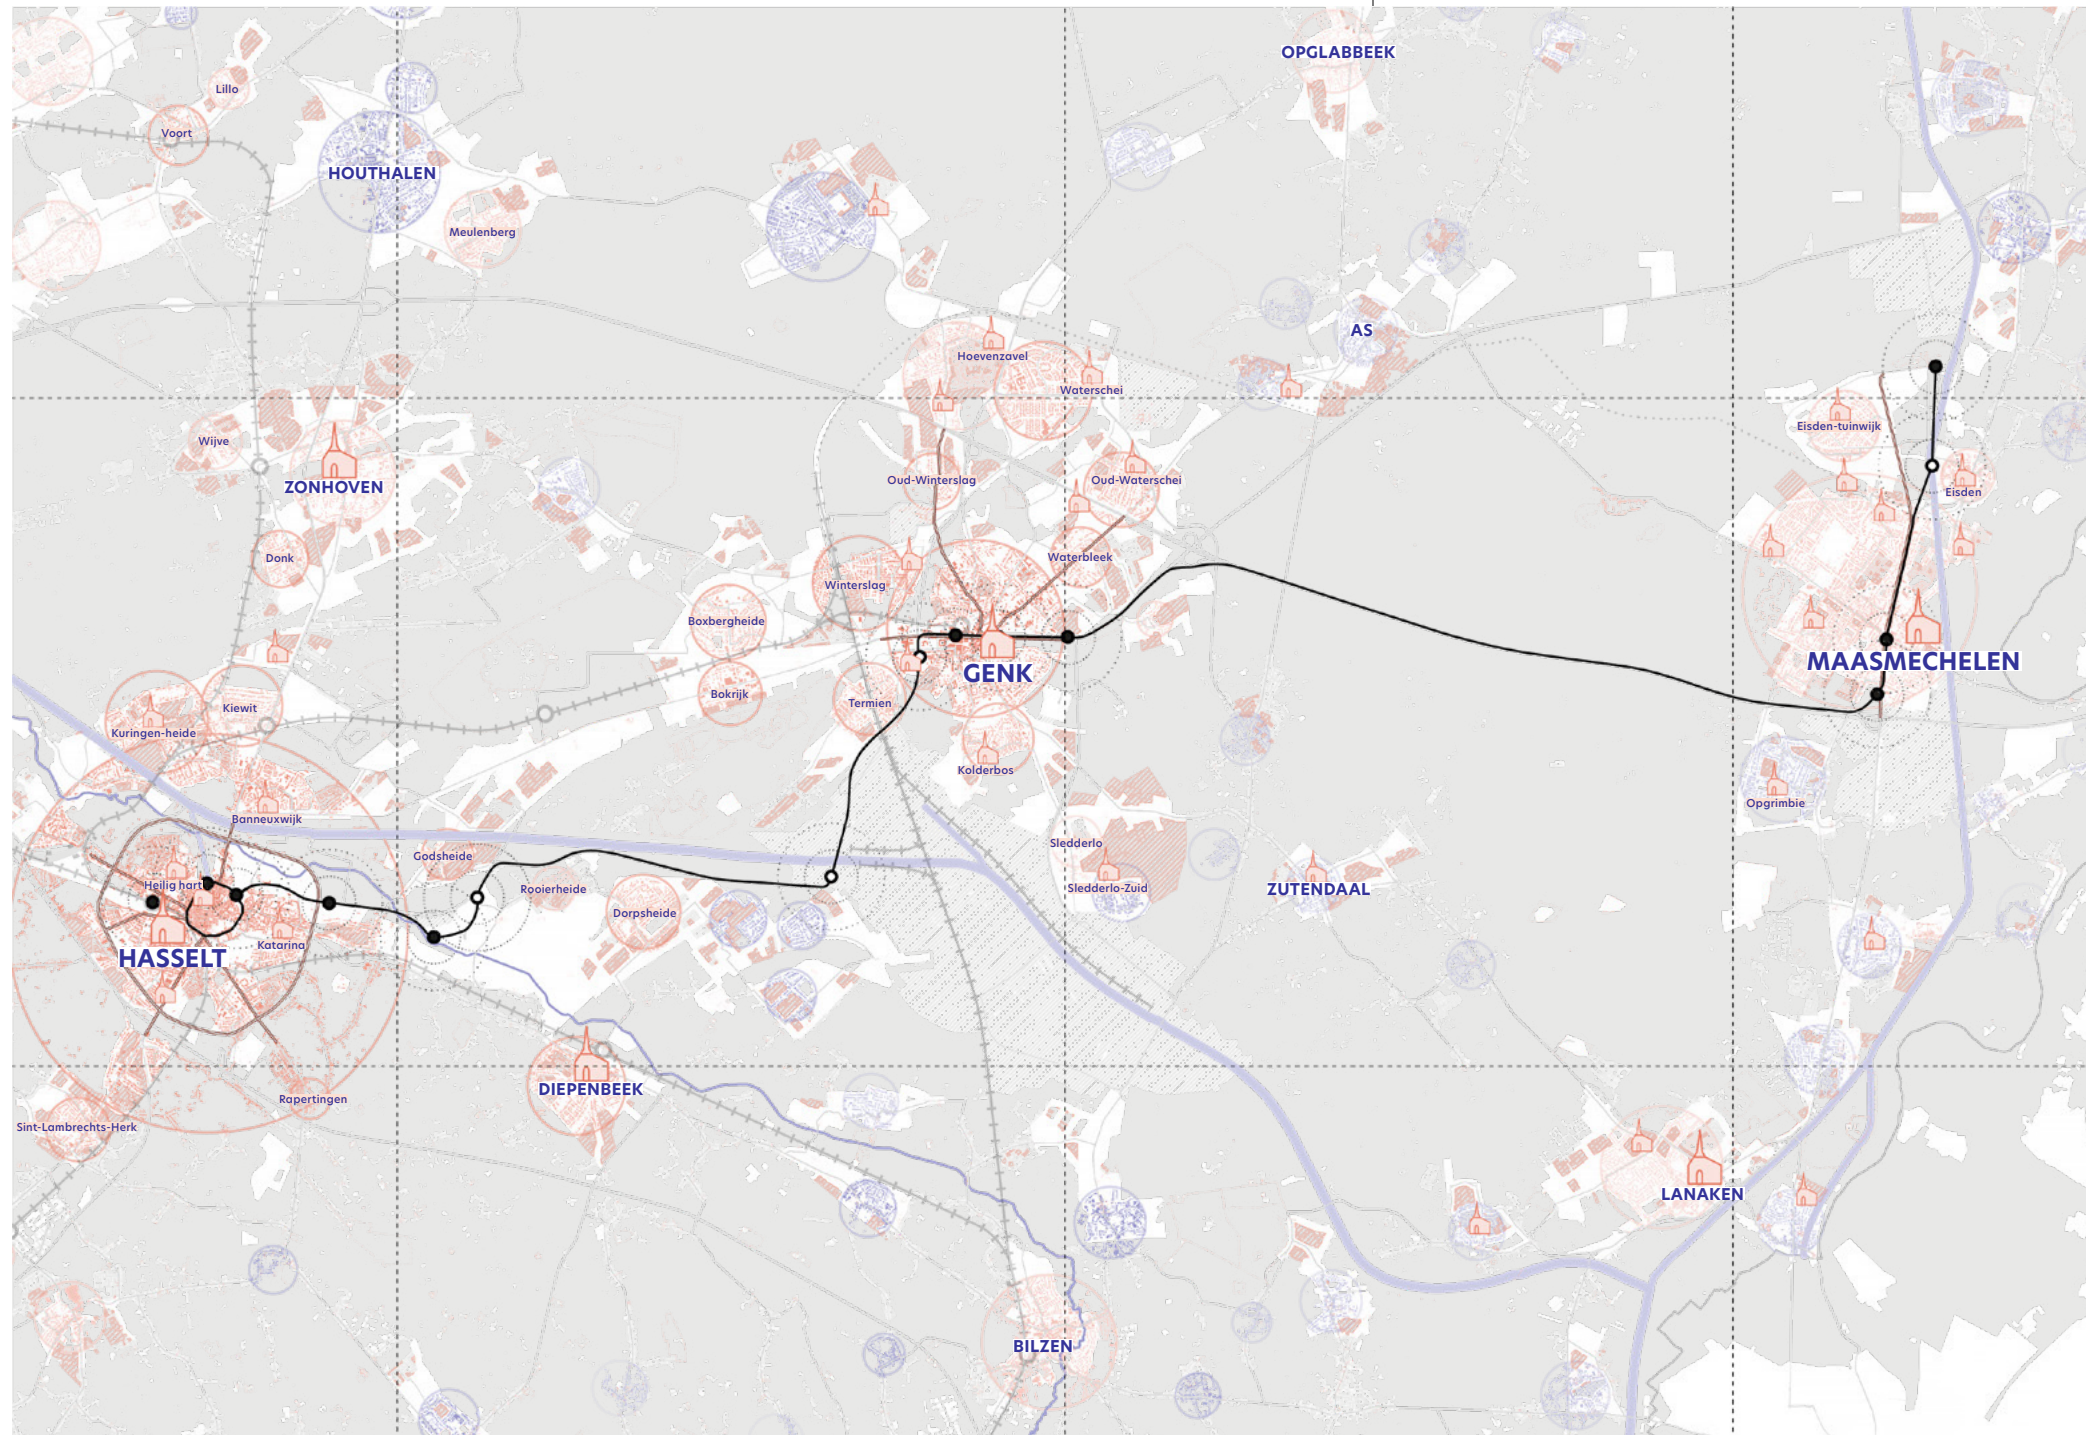 OPGLABBEEK
Lillo
Voort
HOUTHALEN
Meulenberg
AS
Hoevenzavel
Waterschei
Eisden-tuinwijk
Wijve
ZONHOVEN
Oud-Winterslag
Oud-Waterschei
Eisden
Donk
Waterbleek
Winterslag
Boxbergheide
MAASMECHELEN
GENK
Bokrijk
Termien
Kiewit
Kuringen-heide
Kolderbos
Opgrimbie
Banneuxwijk
Sledderlo
Godsheide
Heilig hart
Rooierheide
Sledderlo-Zuid
ZUTENDAAL
Dorpsheide
Katarina
HASSELT
DIEPENBEEK
Rapertingen
Sint-Lambrechts-Herk
LANAKEN
BILZEN